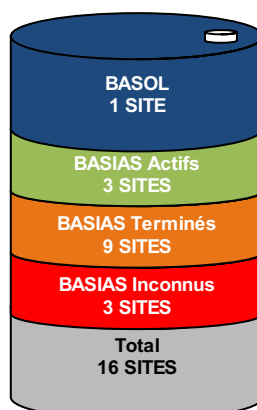 BASOL
1 SITE
BASIAS Actifs
3 SITES
BASIAS Terminés
9 SITES
BASIAS Inconnus
3 SITES
Total
16 SITES